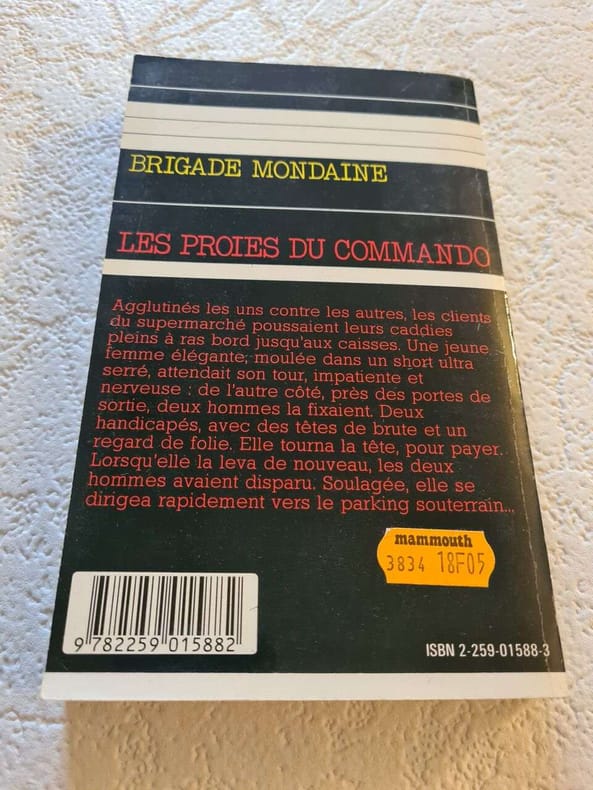 BRIGADE MONDAINE
LES PROIES DU COMMANDO
Agglutinés les uns contre les autres, les clients
du supermarché poussaient leurs caddies
pleins à ras bord jusqu'aux caisses. Une jeune
femme élégante, moulée dans un short ultra
serré, attendait son tour, impatiente et
nerveuse : de l'autre côté, près des portes de
sortie, deux hommes la fixaient. Deux
handicapés, avec des têtes de brute et un
regard de folie. Elle tourna la tête, pour payer.
Lorsqu'elle la leva de nouveau, les deux
hommes avaient disparu. Soulagée, elle se
dirigea rapidement vers le parking souterrain...
mammouth
3834 18F05
9 782259 015882
ISBN 2-259-01588-3